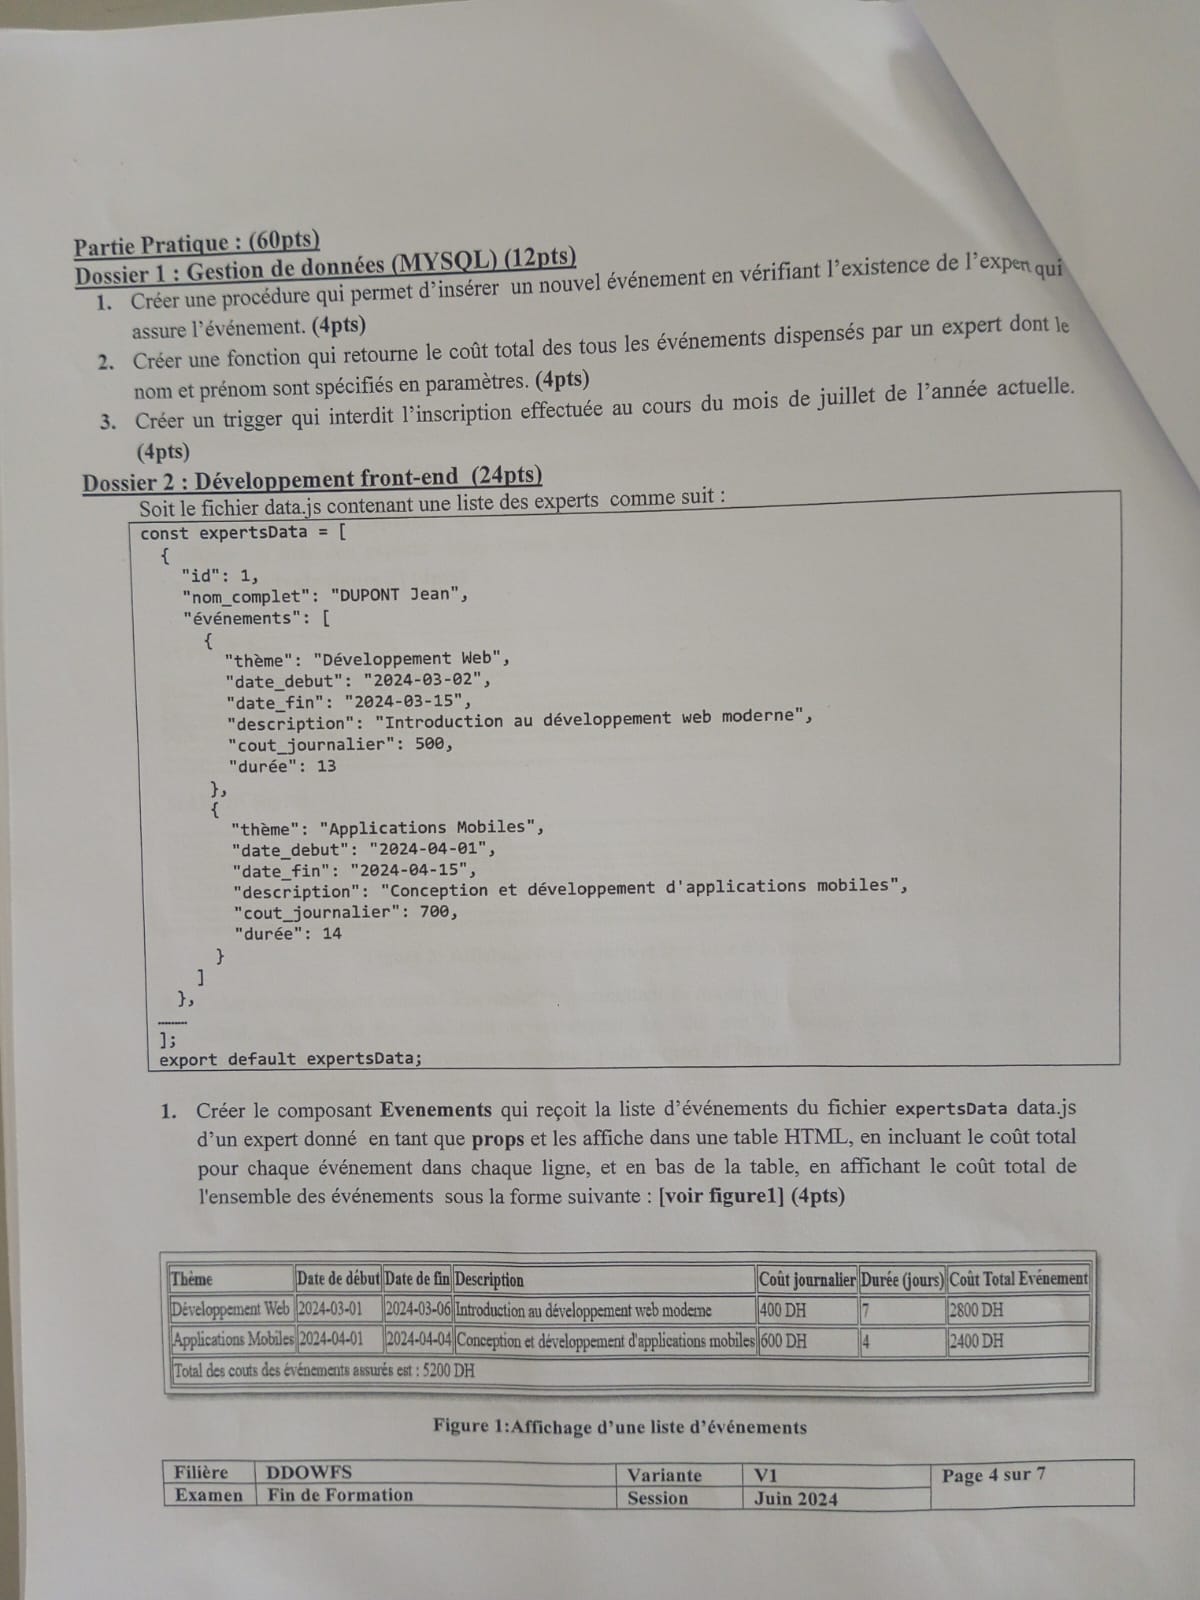 Partie Pratique : (60pts)
Dossier 1 : Gestion de données (MYSQL) (12pts)
1. Créer une procédure qui permet d'insérer un nouvel événement en vérifiant l'existence de l'expert qui
assure l'événement. (4pts)
2. Créer une fonction qui retourne le coût total des tous les événements dispensés par un expert dont le
nom et prénom sont spécifiés en paramètres. (4pts)
3. Créer un trigger qui interdit l'inscription effectuée au cours du mois de juillet de l'année actuelle.
(4pts)
Dossier 2 : Développement front-end (24pts)
Soit le fichier data.js contenant une liste des experts comme suit :
const expertsData = [
{
"id": 1,
"nom_complet": "DUPONT Jean",
"événements": [
{
"thème": "Développement Web",
"date_debut": "2024-03-02",
"date_fin": "2024-03-15",
"description": "Introduction au développement web moderne",
"cout_journalier": 500,
"durée": 13
},
{
"thème": "Applications Mobiles",
"date_debut": "2024-04-01",
"date_fin": "2024-04-15",
"description": "Conception et développement d'applications mobiles",
"cout_journalier": 700,
"durée": 14
}
]
},
.........
];
export default expertsData;
1. Créer le composant Evenements qui reçoit la liste d'événements du fichier expertsData data.js
d'un expert donné en tant que props et les affiche dans une table HTML, en incluant le coût total
pour chaque événement dans chaque ligne, et en bas de la table, en affichant le coût total de
l'ensemble des événements sous la forme suivante : [voir figure1] (4pts)
Thème Date de début Date de fin Description Coût journalier Durée (jours) Coût Total Evénement
Développement Web 2024-03-01 2024-03-06 Introduction au développement web moderne 400 DH 7 2800 DH
Applications Mobiles 2024-04-01 2024-04-04 Conception et développement d'applications mobiles 600 DH 4 2400 DH
Total des couts des événements assurés est : 5200 DH
Figure 1:Affichage d'une liste d'événements
Filière DDOWFS Variante V1 Page 4 sur 7
Examen Fin de Formation Session Juin 2024